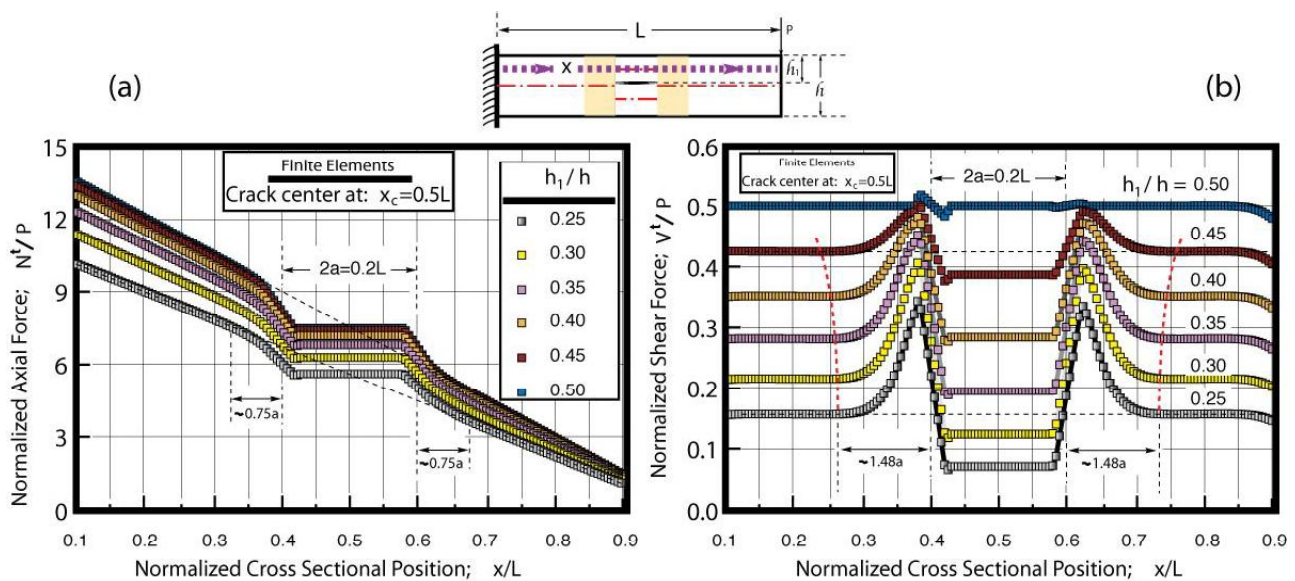 L
P
x
h₁
h
(a)
(b)
Normalized Axial Force; Nᵗ/P
15
12
9
6
3
0
Finite Elements
Crack center at: x_c=0.5L
h₁/h
0.25
0.30
0.35
0.40
0.45
0.50
2a=0.2L
~0.75a
~0.75a
0.1 0.2 0.3 0.4 0.5 0.6 0.7 0.8 0.9
Normalized Cross Sectional Position; x/L
Normalized Shear Force; Vᵗ/P
0.6
0.5
0.4
0.3
0.2
0.1
0.0
Finite Elements
Crack center at: x_c=0.5L
2a=0.2L
h₁/h = 0.50
0.45
0.40
0.35
0.30
0.25
~1.48a
~1.48a
0.1 0.2 0.3 0.4 0.5 0.6 0.7 0.8 0.9
Normalized Cross Sectional Position; x/L